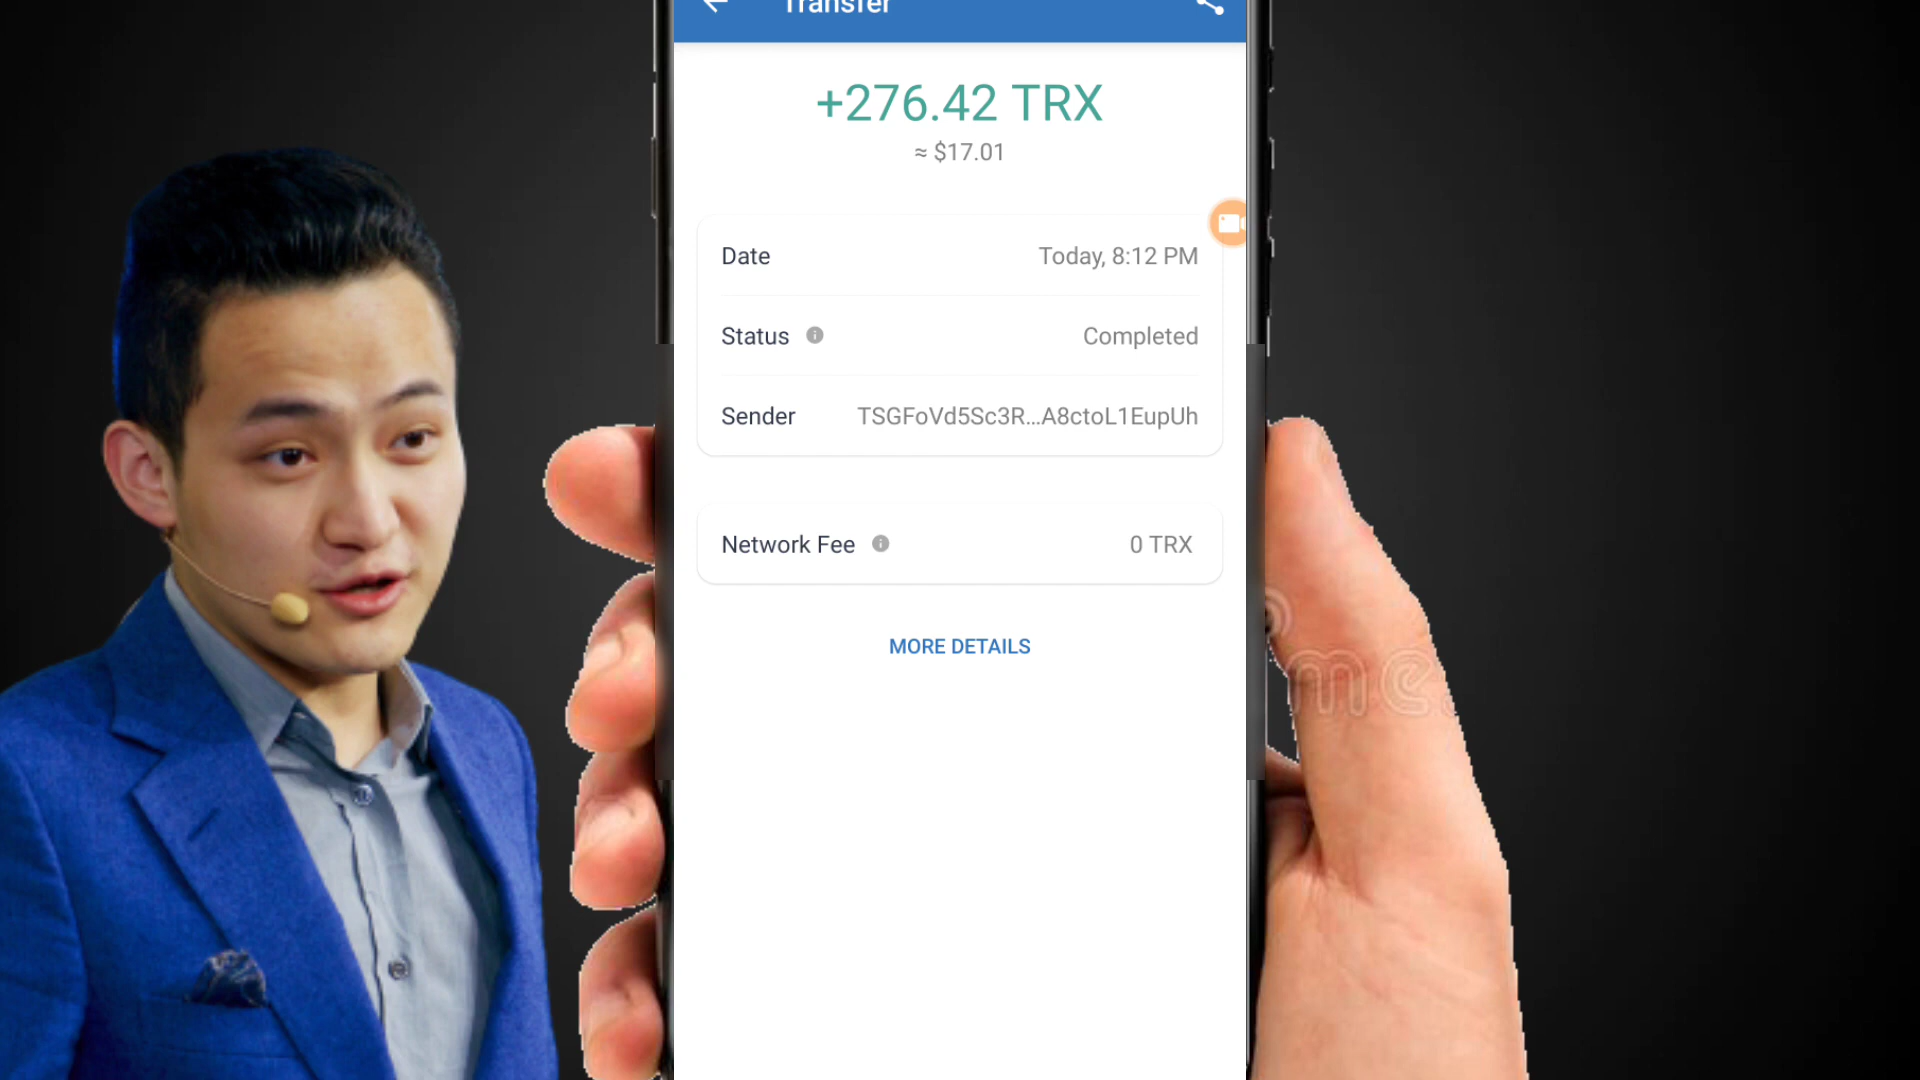 Transfer
+276.42 TRX
≈ $17.01
Date Today, 8:12 PM
Status Completed
Sender TSGFoVd5Sc3R...A8ctoL1EupUh
Network Fee 0 TRX
MORE DETAILS
me